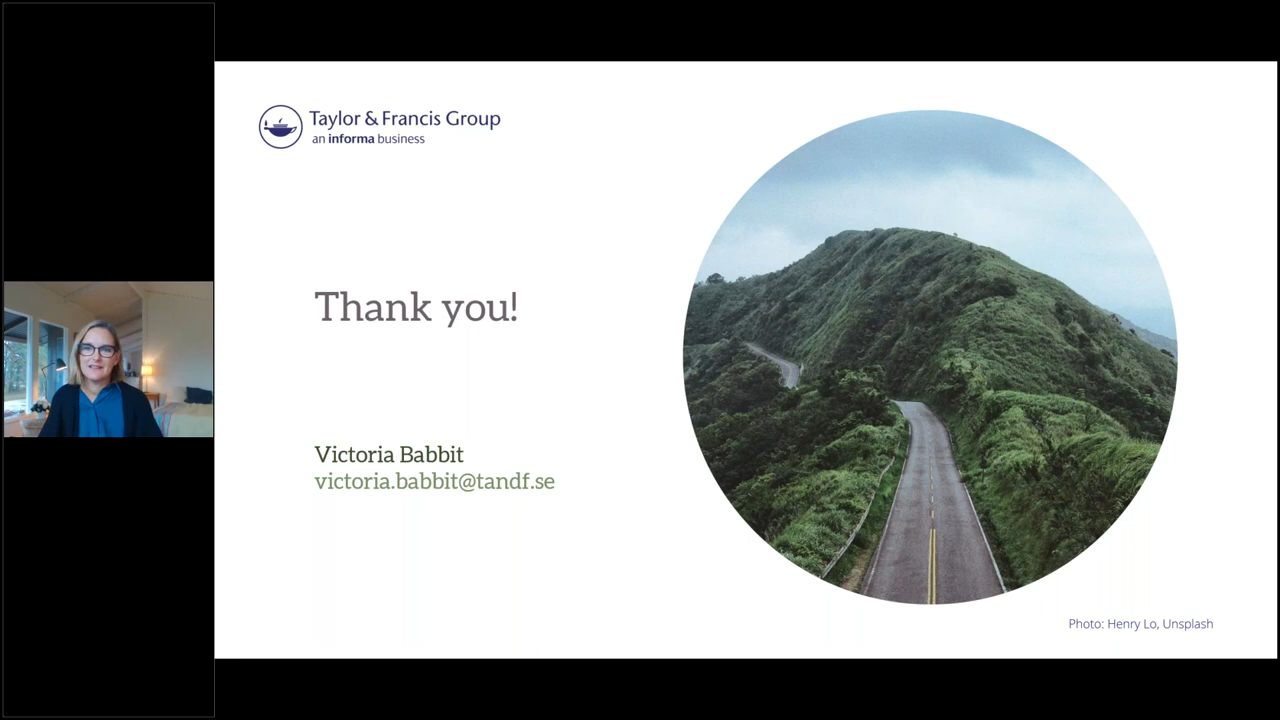 Taylor & Francis Group
an informa business
Thank you!
Victoria Babbit
victoria.babbit@tandf.se
Photo: Henry Lo, Unsplash